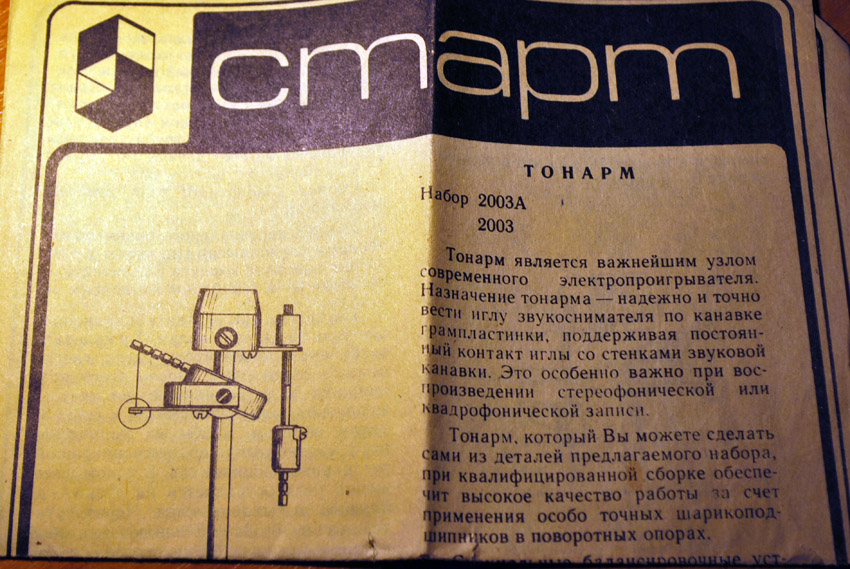 старт
ТОНАРМ
Набор 2003А
2003
Тонарм является важнейшим узлом
современного электропроигрывателя.
Назначение тонарма — надежно и точно
вести иглу звукоснимателя по канавке
грампластинки, поддерживая постоян-
ный контакт иглы со стенками звуковой
канавки. Это особенно важно при вос-
произведении стереофонической или
квадрофонической записи.
Тонарм, который Вы можете сделать
сами из деталей предлагаемого набора,
при квалифицированной сборке обеспе-
чит высокое качество работы за счет
применения особо точных шарикопод-
шипников в поворотных опорах.
Специальные балансировочные уст-